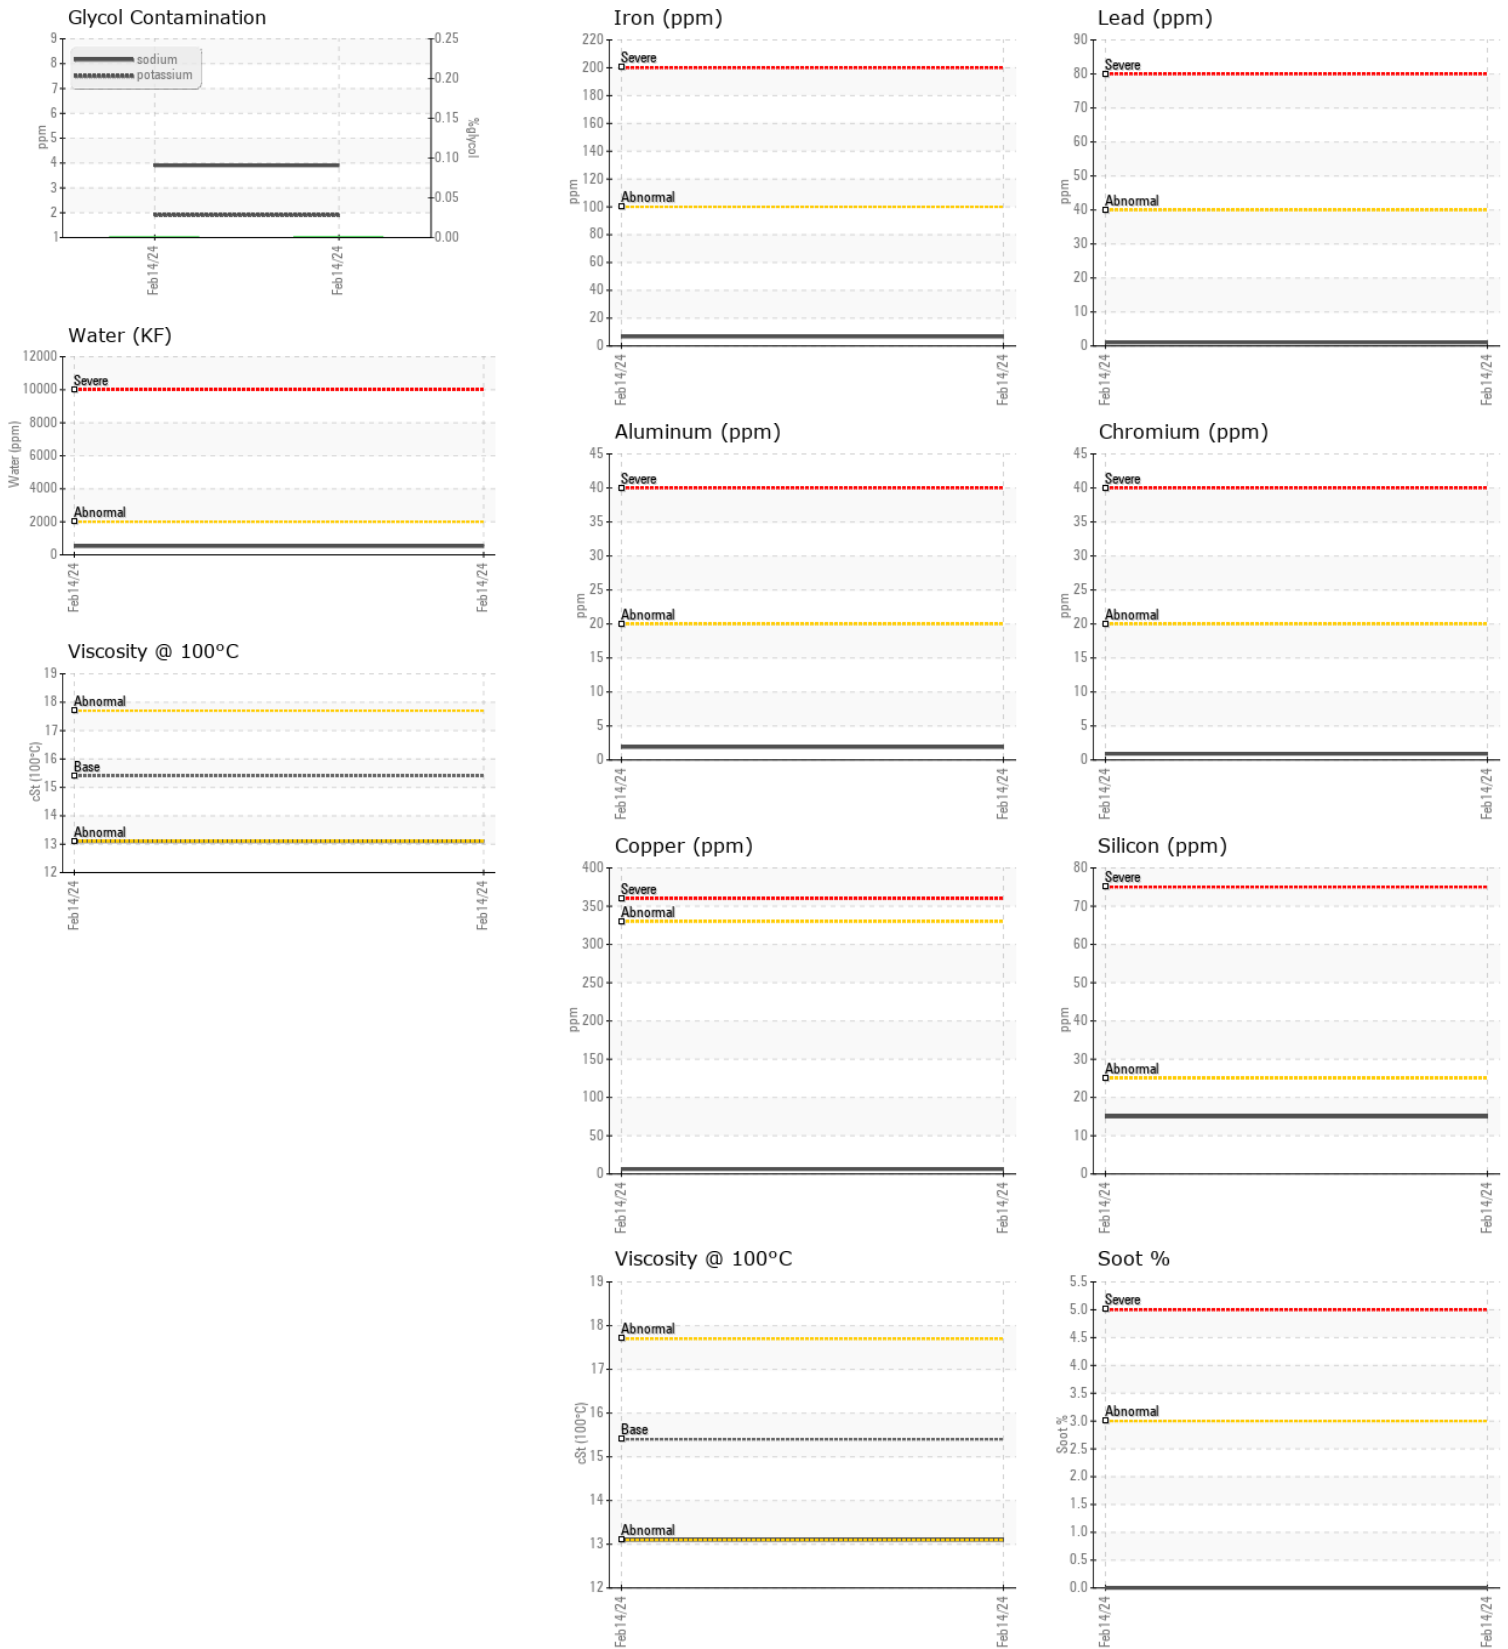 Glycol Contamination
9
8
7
6
5
4
3
2
1
ppm
sodium
potassium
0.25
0.20
0.15
0.10
0.05
0.00
%glycol
Feb14/24
Feb14/24
Water (KF)
12000
10000
8000
6000
4000
2000
0
Water (ppm)
Severe
Abnormal
Feb14/24
Feb14/24
Viscosity @ 100°C
19
18
17
16
15
14
13
12
cSt (100°C)
Abnormal
Base
Abnormal
Feb14/24
Feb14/24
Iron (ppm)
220
200
180
160
140
120
100
80
60
40
20
0
ppm
Severe
Abnormal
Feb14/24
Feb14/24
Lead (ppm)
90
80
70
60
50
40
30
20
10
0
ppm
Severe
Abnormal
Feb14/24
Feb14/24
Aluminum (ppm)
45
40
35
30
25
20
15
10
5
0
ppm
Severe
Abnormal
Feb14/24
Feb14/24
Chromium (ppm)
45
40
35
30
25
20
15
10
5
0
ppm
Severe
Abnormal
Feb14/24
Feb14/24
Copper (ppm)
400
350
300
250
200
150
100
50
0
ppm
Severe
Abnormal
Feb14/24
Feb14/24
Silicon (ppm)
80
70
60
50
40
30
20
10
0
ppm
Severe
Abnormal
Feb14/24
Feb14/24
Viscosity @ 100°C
19
18
17
16
15
14
13
12
cSt (100°C)
Abnormal
Base
Abnormal
Feb14/24
Feb14/24
Soot %
5.5
5.0
4.5
4.0
3.5
3.0
2.5
2.0
1.5
1.0
0.5
0.0
Soot %
Severe
Abnormal
Feb14/24
Feb14/24